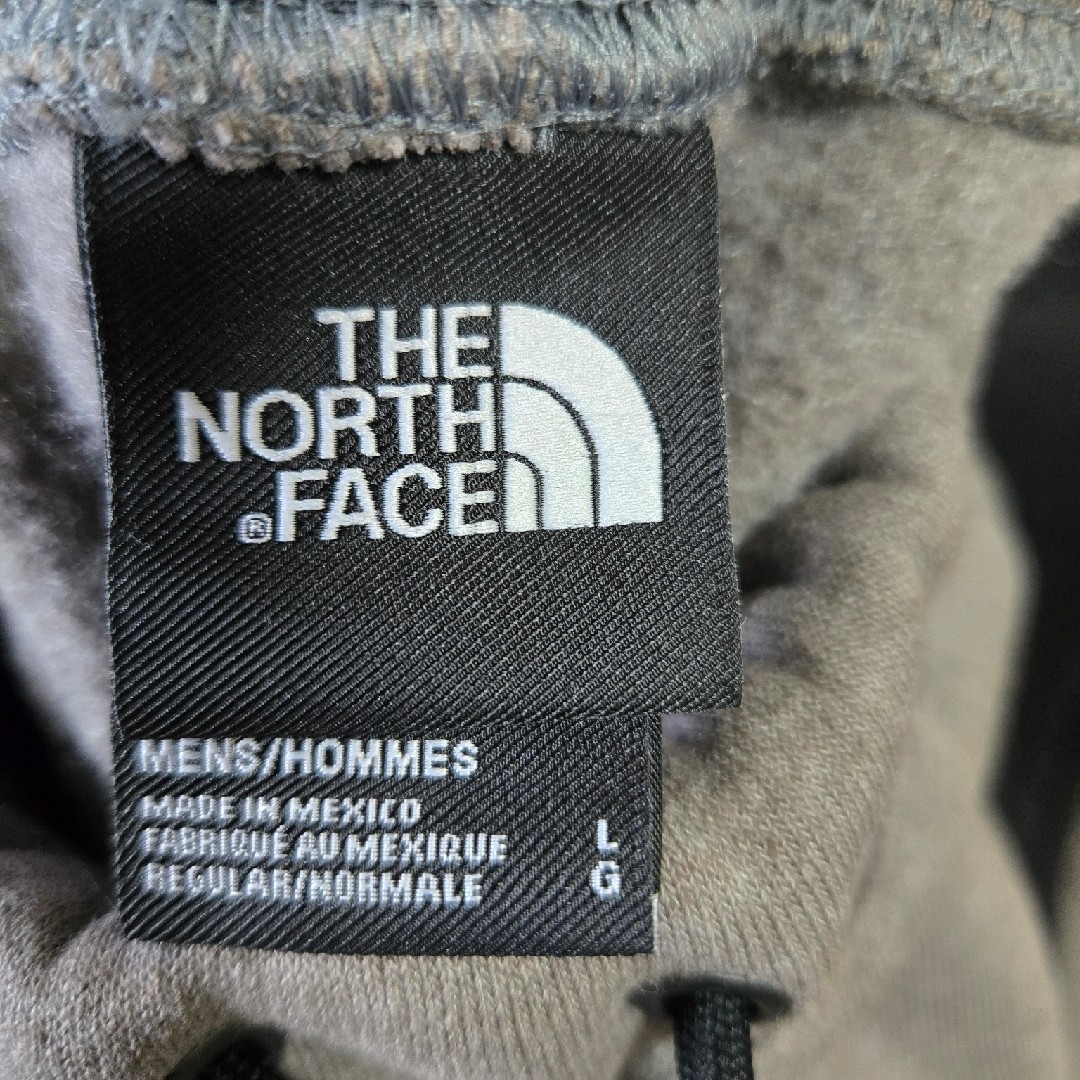 THE
NORTH
®FACE
MENS/HOMMES
MADE IN MEXICO
FABRIQUÉ AU MEXIQUE
REGULAR/NORMALE
L
G